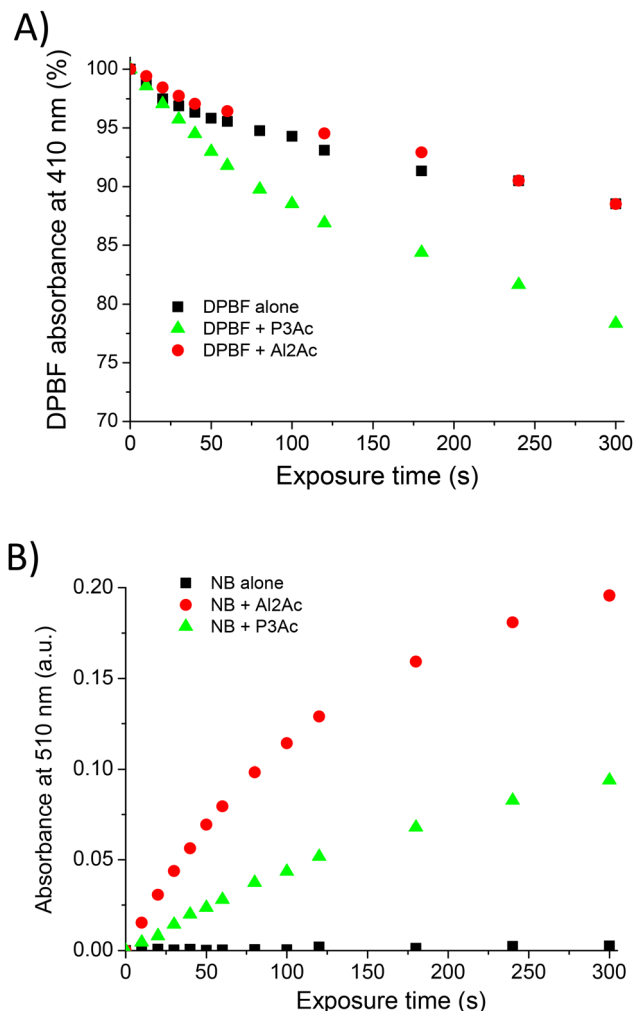 A)
DPBF absorbance at 410 nm (%)
100
95
90
85
80
75
70
DPBF alone
DPBF + P3Ac
DPBF + Al2Ac
0 50 100 150 200 250 300
Exposure time (s)
B)
Absorbance at 510 nm (a.u.)
0.20
0.15
0.10
0.05
0.00
NB alone
NB + Al2Ac
NB + P3Ac
0 50 100 150 200 250 300
Exposure time (s)